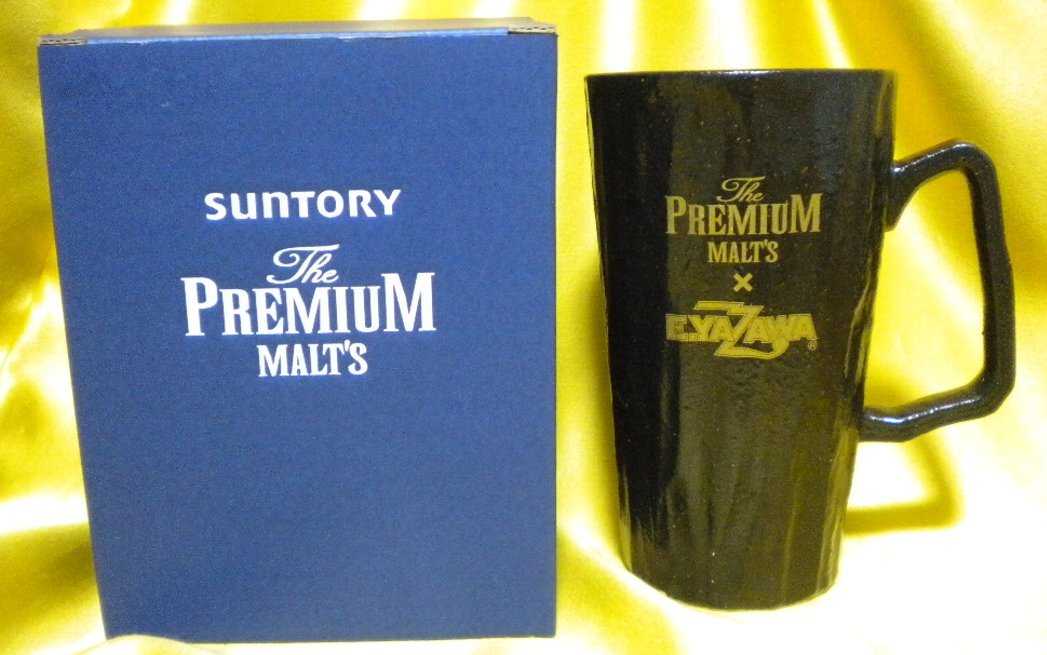 SUNTORY
The
PREMIUM
MALT'S
The
PREMIUM
MALT'S
×
E.YAZAWA
®